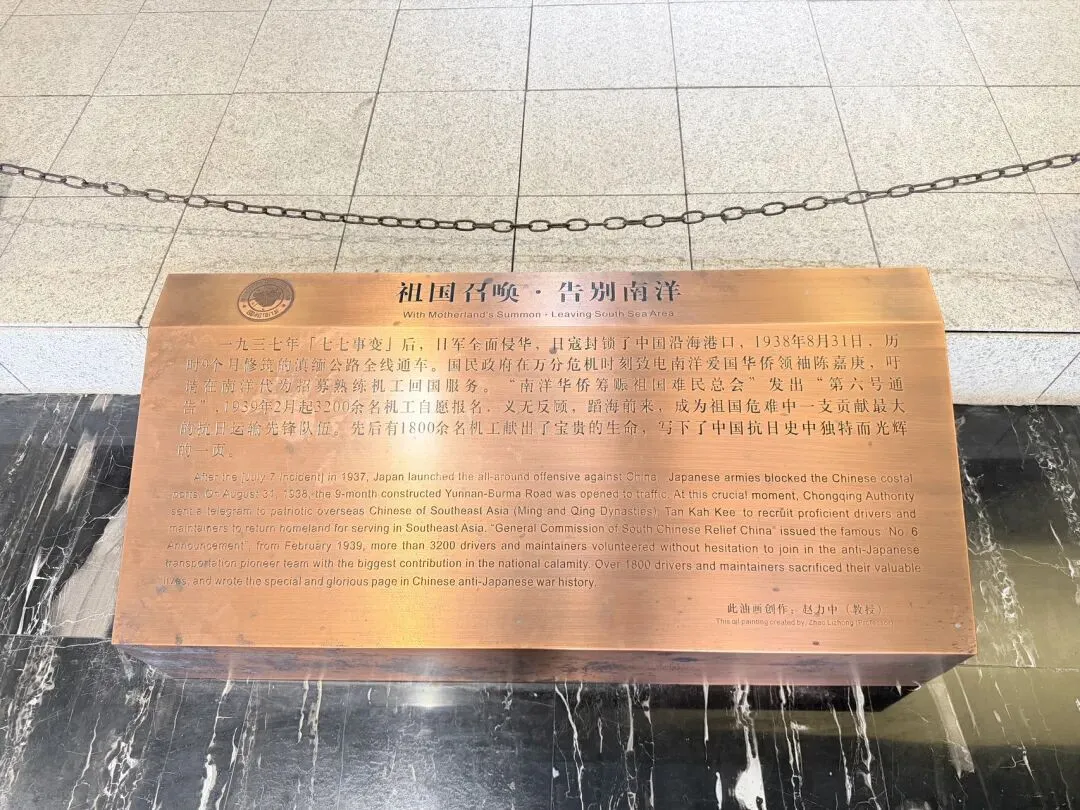 祖国召唤·告别南洋
With Motherland's Summon · Leaving South Sea Area
一九三七年「七七事变」后，日军全面侵华，日寇封锁了中国沿海港口，1938年8月31日，历
时9个月修筑的滇缅公路全线通车。国民政府在万分危机时刻致电南洋爱国华侨领袖陈嘉庚，吁
请在南洋代为招募熟练机工回国服务。“南洋华侨筹赈祖国难民总会”发出“第六号通
告”，1939年2月起3200余名机工自愿报名，义无反顾，踏海前来，成为祖国危难中一支贡献最大
的抗日运输先锋队伍。先后有1800余名机工献出了宝贵的生命，写下了中国抗日史中独特而光辉
的一页。
After the [July 7 Incident] in 1937, Japan launched the all-around offensive against China. Japanese armies blocked the Chinese costal
ports. On August 31, 1938, the 9-month constructed Yunnan-Burma Road was opened to traffic. At this crucial moment, Chongqing Authority
sent a telegram to patriotic overseas Chinese of Southeast Asia (Ming and Qing Dynasties), Tan Kah Kee, to recruit proficient drivers and
maintainers to return homeland for serving in Southeast Asia. "General Commission of South Chinese Relief China" issued the famous "No. 6
Announcement", from February 1939, more than 3200 drivers and maintainers volunteered without hesitation to join in the anti-Japanese
transportation pioneer team with the biggest contribution in the national calamity. Over 1800 drivers and maintainers sacrificed their valuable
lives, and wrote the special and glorious page in Chinese anti-Japanese war history.
此油画创作：赵力中（教授）
This oil painting created by: Zhao Lizhong (Professor)